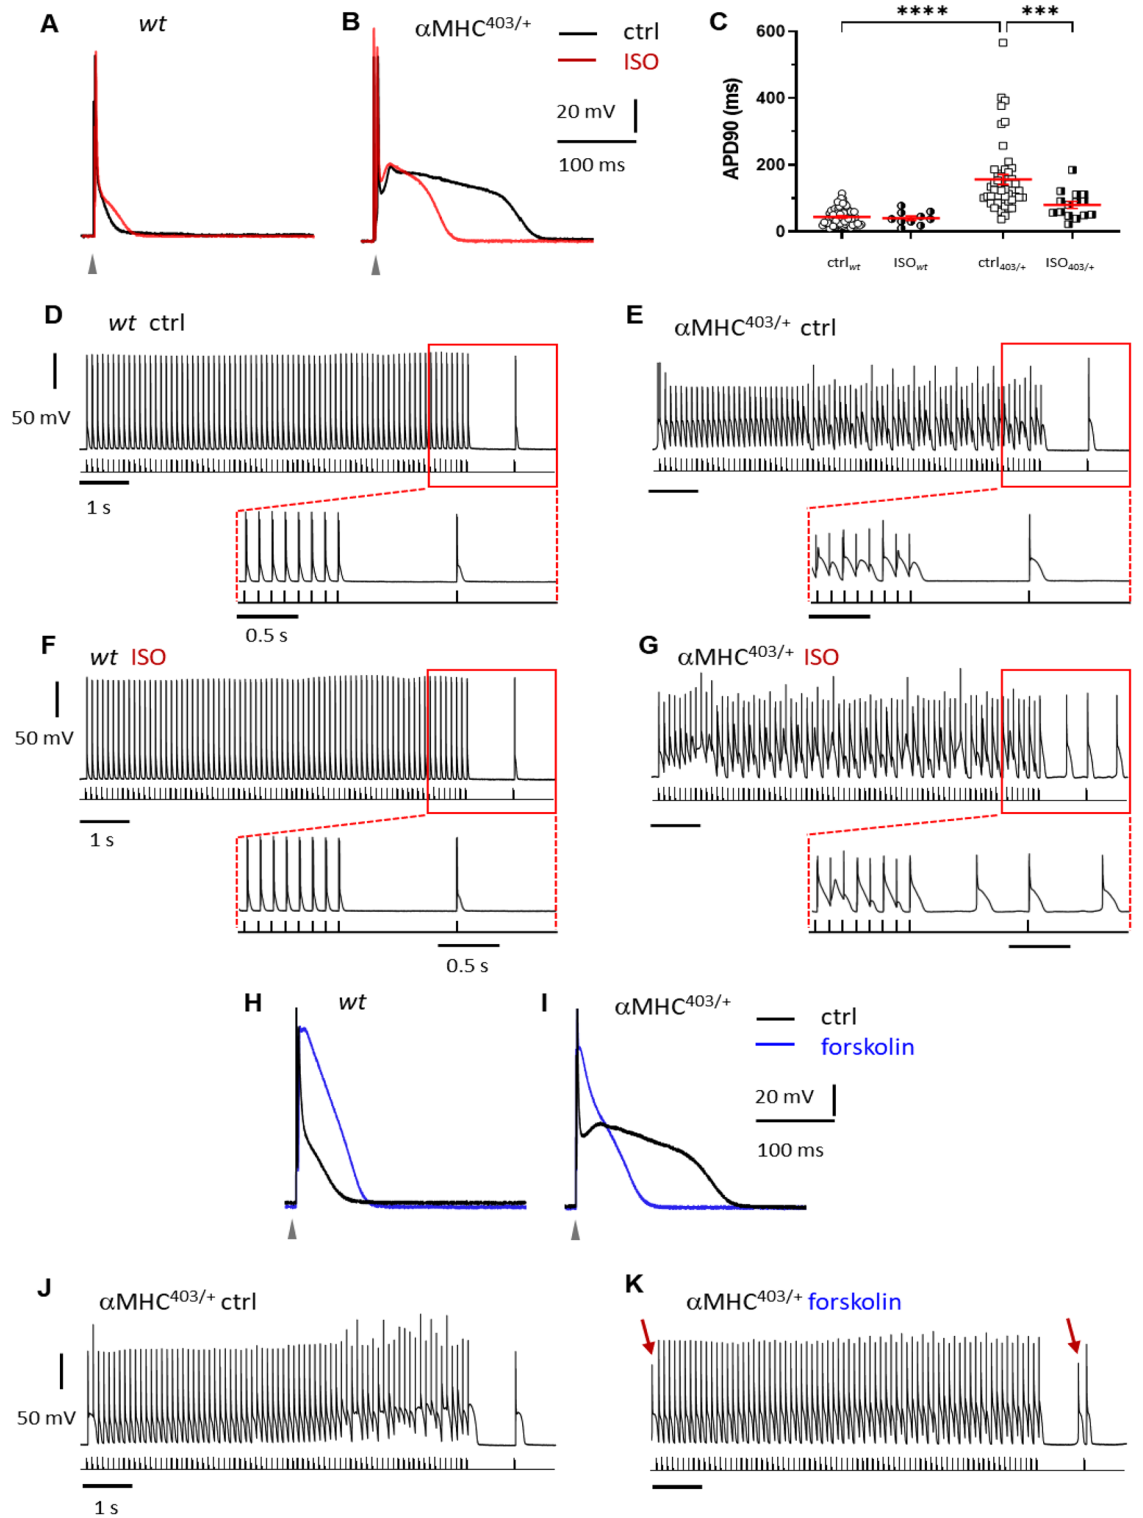 A
wt
B
αMHC403/+
ctrl
ISO
20 mV
100 ms
C
****
***
600
400
200
0
APD90 (ms)
ctrlwt
ISOwt
ctrl403/+
ISO403/+
D
wt ctrl
50 mV
1 s
0.5 s
E
αMHC403/+ ctrl
F
wt ISO
50 mV
1 s
0.5 s
G
αMHC403/+ ISO
H
wt
I
αMHC403/+
ctrl
forskolin
20 mV
100 ms
J
αMHC403/+ ctrl
50 mV
1 s
K
αMHC403/+ forskolin